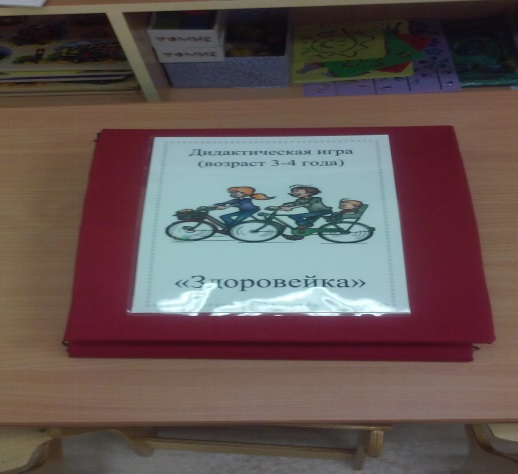 Дидактическая игра
(возраст 3-4 года)
«Здоровейка»